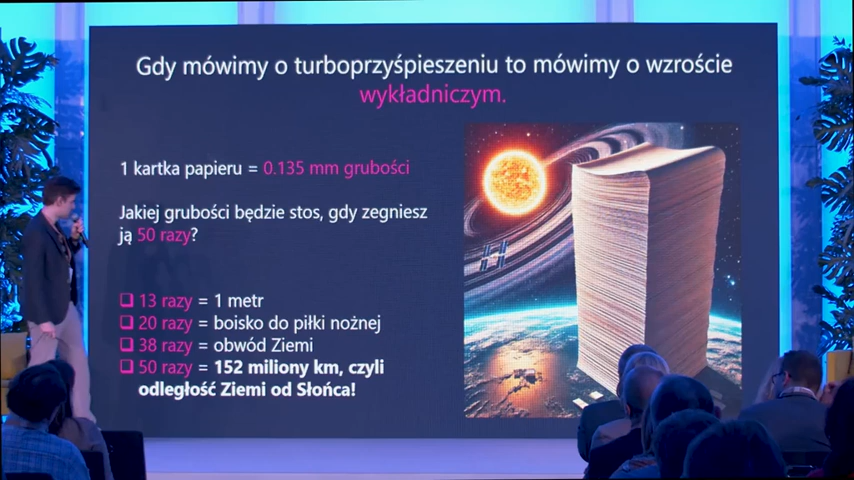 Gdy mówimy o turboprzyśpieszeniu to mówimy o wzroście
wykładniczym.
1 kartka papieru = 0.135 mm grubości
Jakiej grubości będzie stos, gdy zegniesz
ją 50 razy?
13 razy = 1 metr
20 razy = boisko do piłki nożnej
38 razy = obwód Ziemi
50 razy = 152 miliony km, czyli
odległość Ziemi od Słońca!